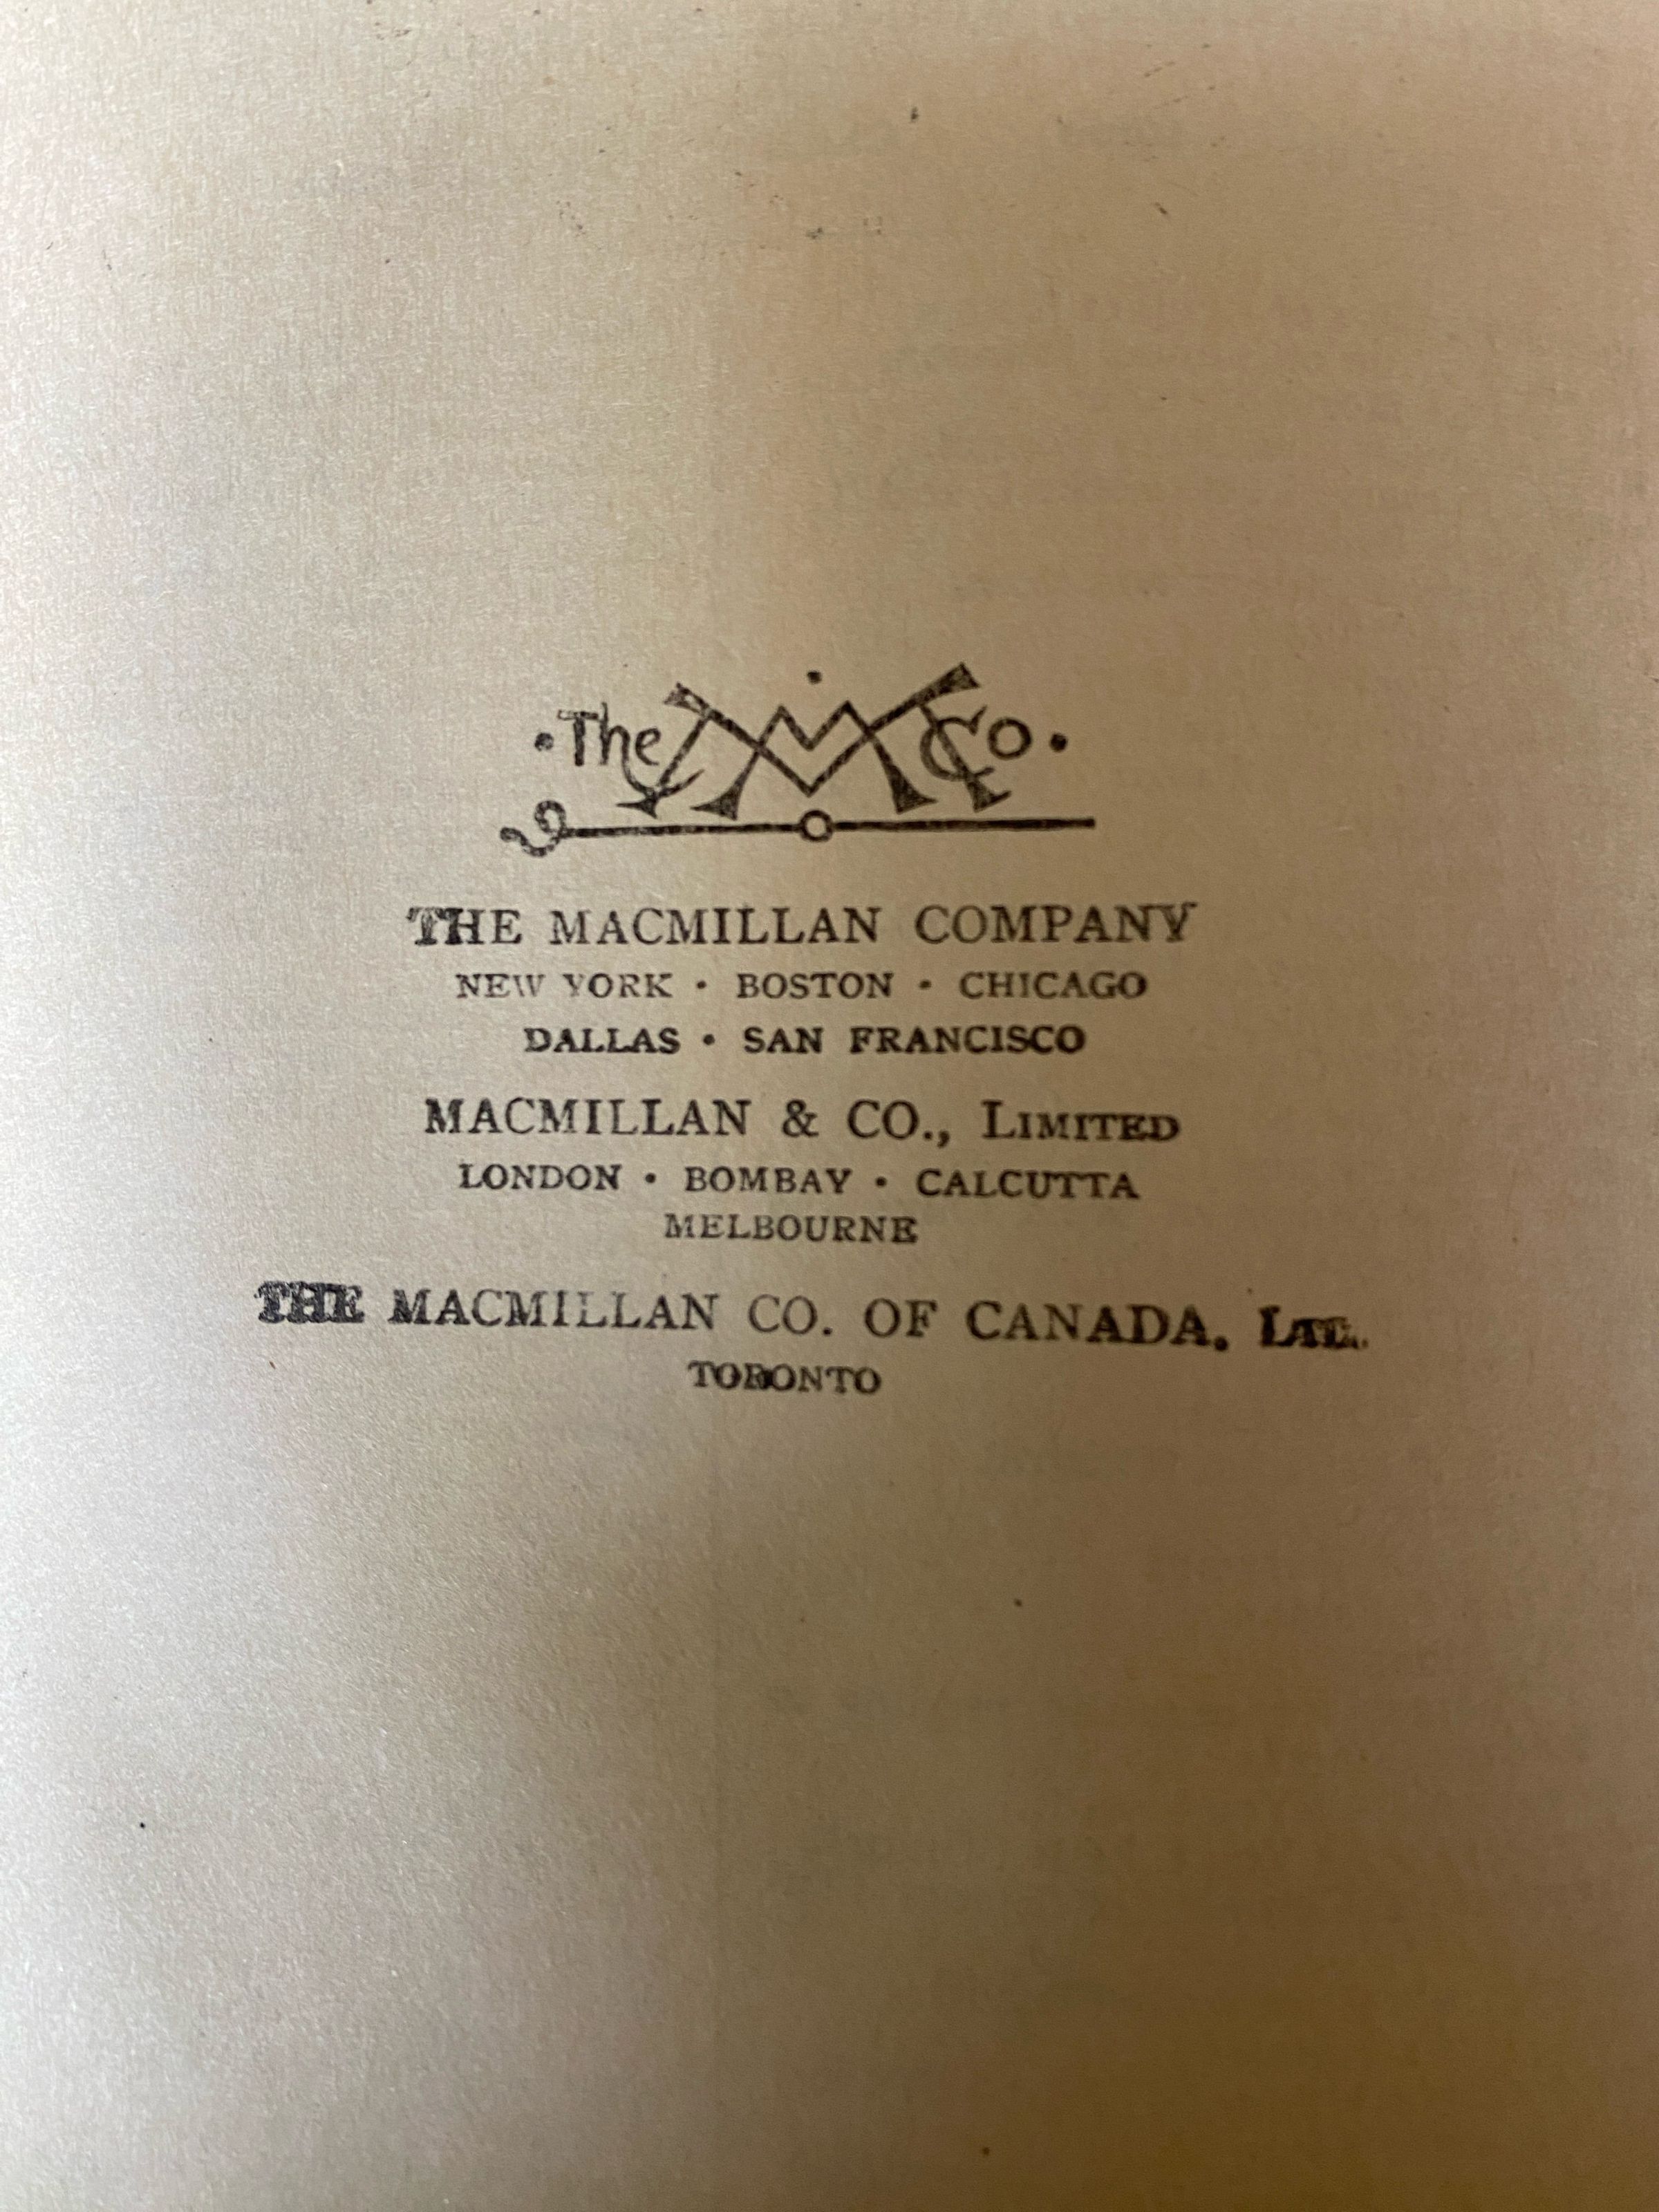 ·The M Co.
THE MACMILLAN COMPANY
NEW YORK · BOSTON · CHICAGO
DALLAS · SAN FRANCISCO
MACMILLAN & CO., LIMITED
LONDON · BOMBAY · CALCUTTA
MELBOURNE
THE MACMILLAN CO. OF CANADA, LTD.
TORONTO